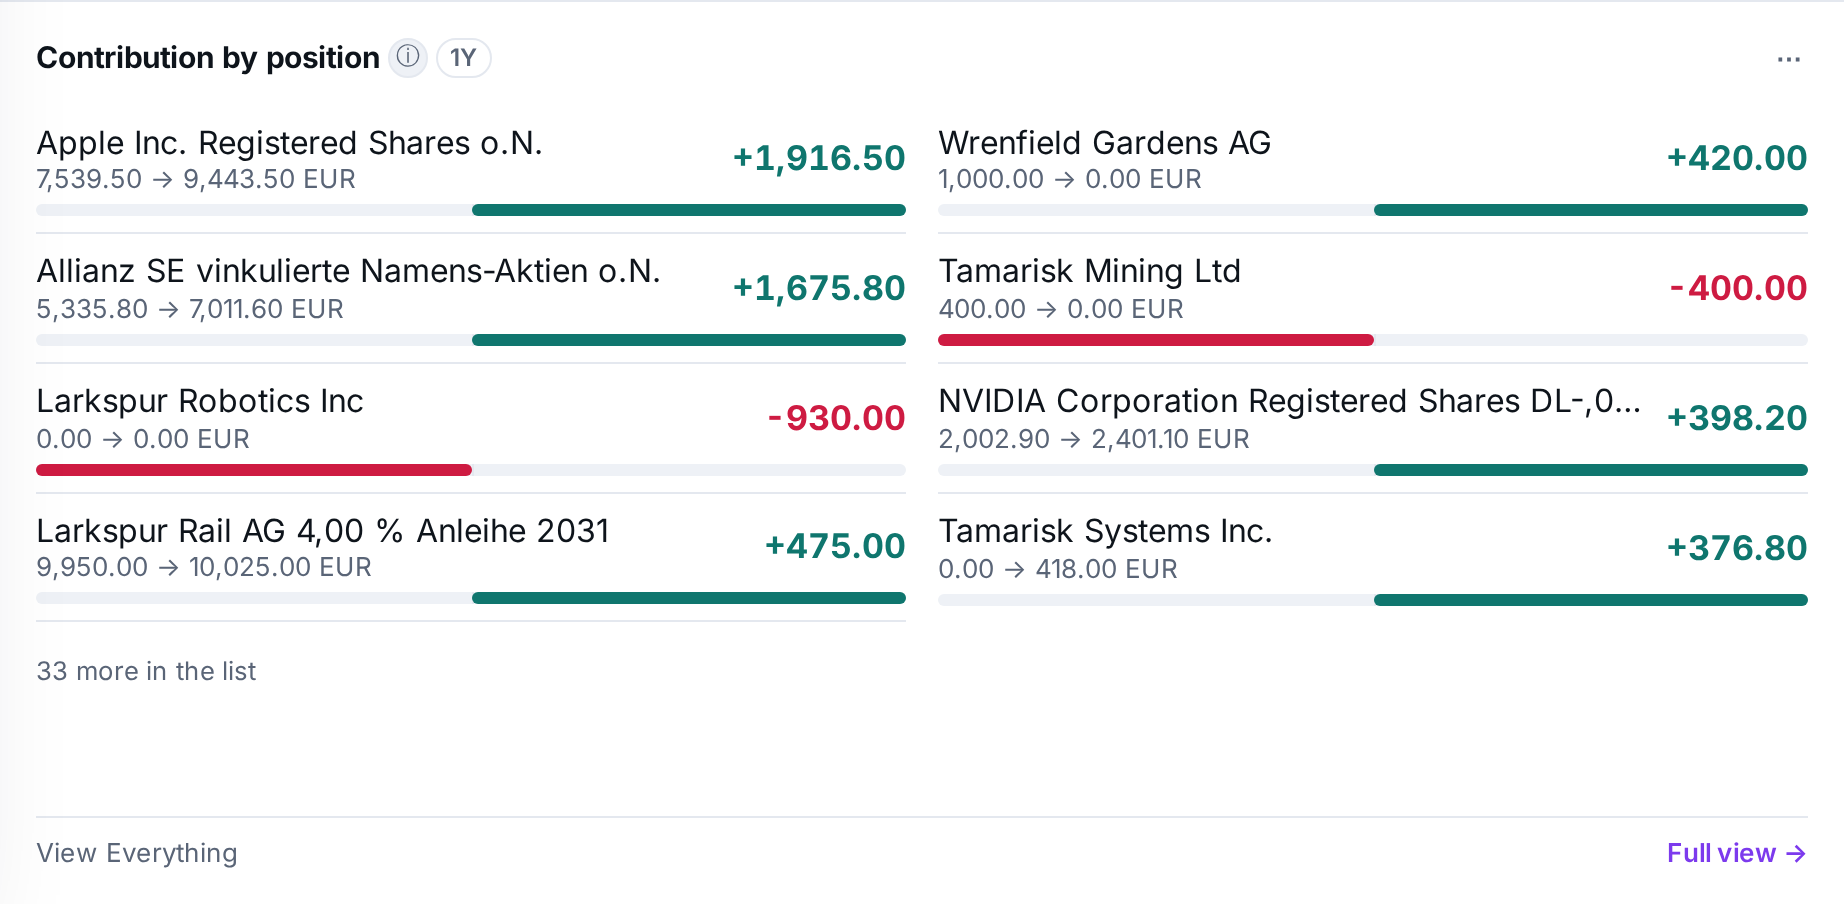 Contribution by position ⓘ 1Y ...
Apple Inc. Registered Shares o.N.
+1,916.50
7,539.50 → 9,443.50 EUR
Allianz SE vinkulierte Namens-Aktien o.N.
+1,675.80
5,335.80 → 7,011.60 EUR
Larkspur Robotics Inc
-930.00
0.00 → 0.00 EUR
Larkspur Rail AG 4,00 % Anleihe 2031
+475.00
9,950.00 → 10,025.00 EUR
Wrenfield Gardens AG
+420.00
1,000.00 → 0.00 EUR
Tamarisk Mining Ltd
-400.00
400.00 → 0.00 EUR
NVIDIA Corporation Registered Shares DL-,0...
+398.20
2,002.90 → 2,401.10 EUR
Tamarisk Systems Inc.
+376.80
0.00 → 418.00 EUR
33 more in the list
View Everything
Full view →